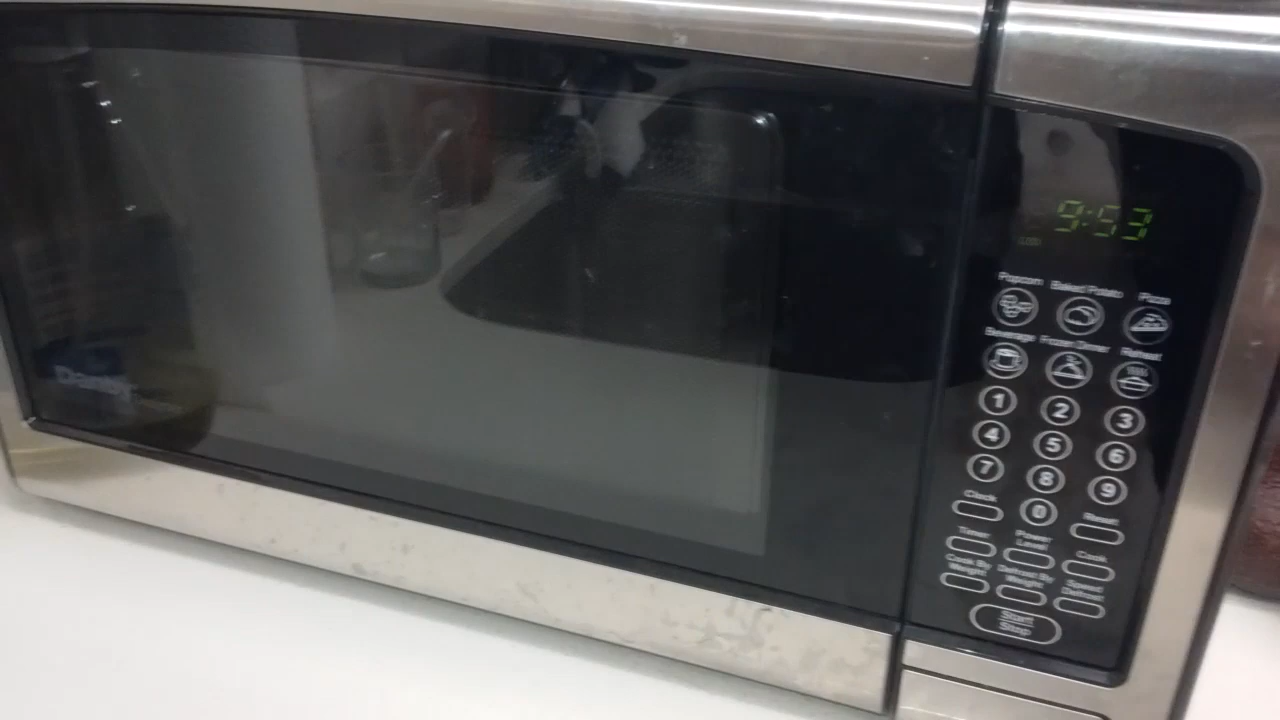 Danby
9:53
Popcorn Baked Potato Pizza
Beverage Frozen Dinner Reheat
1 2 3
4 5 6
7 8 9
Clock 0 Reset
Timer Power Level Cook
Cook By Weight Defrost By Weight Speed Defrost
Start
Stop